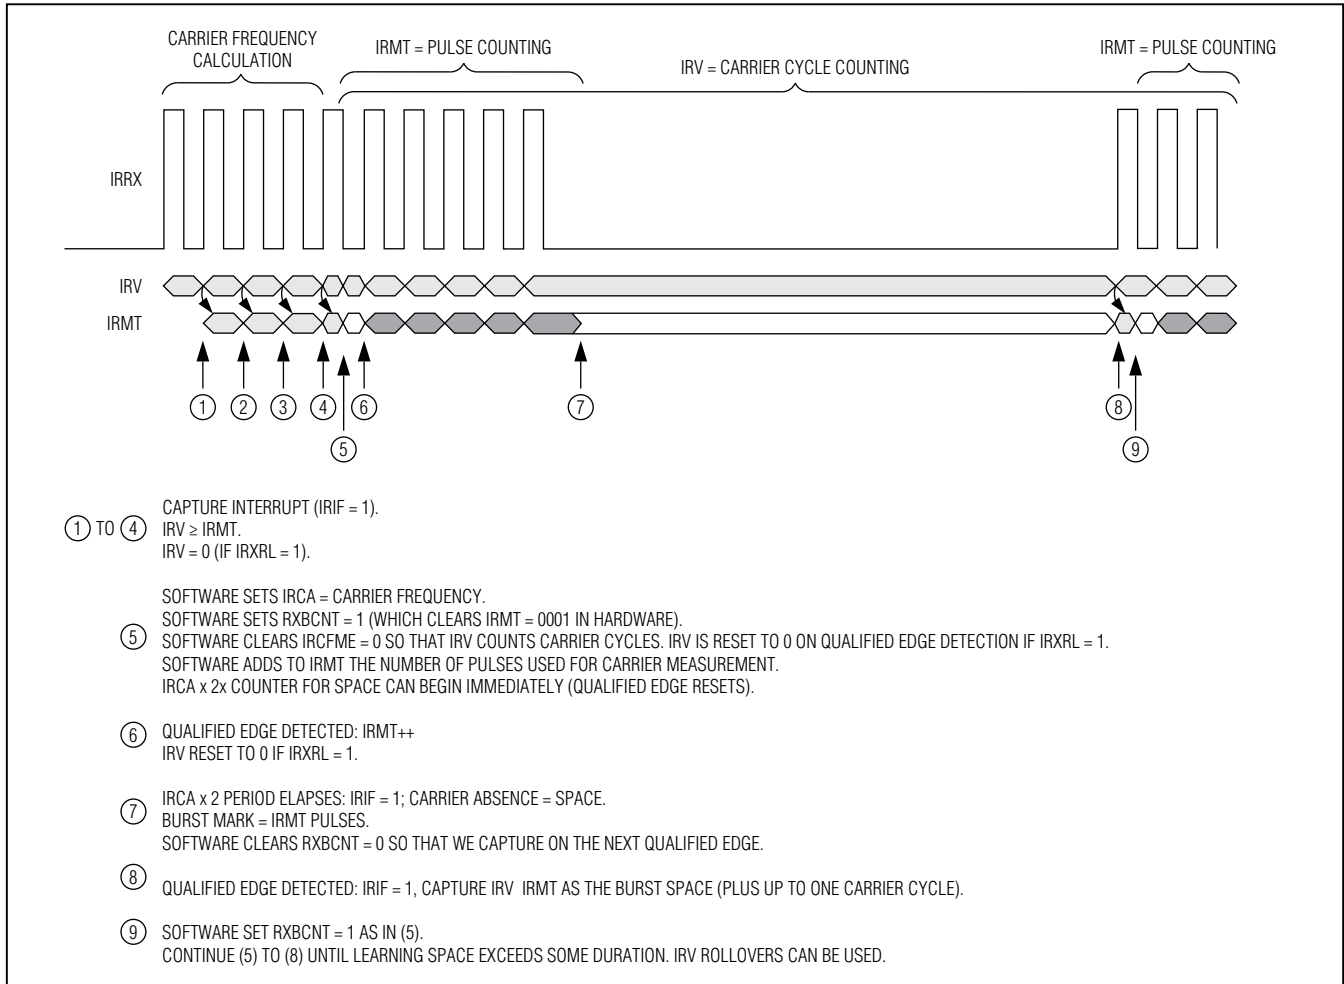 CARRIER FREQUENCY
CALCULATION
IRMT = PULSE COUNTING
IRV = CARRIER CYCLE COUNTING
IRMT = PULSE COUNTING
IRRX
IRV
IRMT
1
2
3
4
6
7
8
5
9
1 TO 4
CAPTURE INTERRUPT (IRIF = 1).
IRV ≥ IRMT.
IRV = 0 (IF IRXRL = 1).
5
SOFTWARE SETS IRCA = CARRIER FREQUENCY.
SOFTWARE SETS RXBCNT = 1 (WHICH CLEARS IRMT = 0001 IN HARDWARE).
SOFTWARE CLEARS IRCFME = 0 SO THAT IRV COUNTS CARRIER CYCLES. IRV IS RESET TO 0 ON QUALIFIED EDGE DETECTION IF IRXRL = 1.
SOFTWARE ADDS TO IRMT THE NUMBER OF PULSES USED FOR CARRIER MEASUREMENT.
IRCA x 2x COUNTER FOR SPACE CAN BEGIN IMMEDIATELY (QUALIFIED EDGE RESETS).
6 QUALIFIED EDGE DETECTED: IRMT++
IRV RESET TO 0 IF IRXRL = 1.
7
IRCA x 2 PERIOD ELAPSES: IRIF = 1; CARRIER ABSENCE = SPACE.
BURST MARK = IRMT PULSES.
SOFTWARE CLEARS RXBCNT = 0 SO THAT WE CAPTURE ON THE NEXT QUALIFIED EDGE.
8
QUALIFIED EDGE DETECTED: IRIF = 1, CAPTURE IRV IRMT AS THE BURST SPACE (PLUS UP TO ONE CARRIER CYCLE).
9 SOFTWARE SET RXBCNT = 1 AS IN (5).
CONTINUE (5) TO (8) UNTIL LEARNING SPACE EXCEEDS SOME DURATION. IRV ROLLOVERS CAN BE USED.